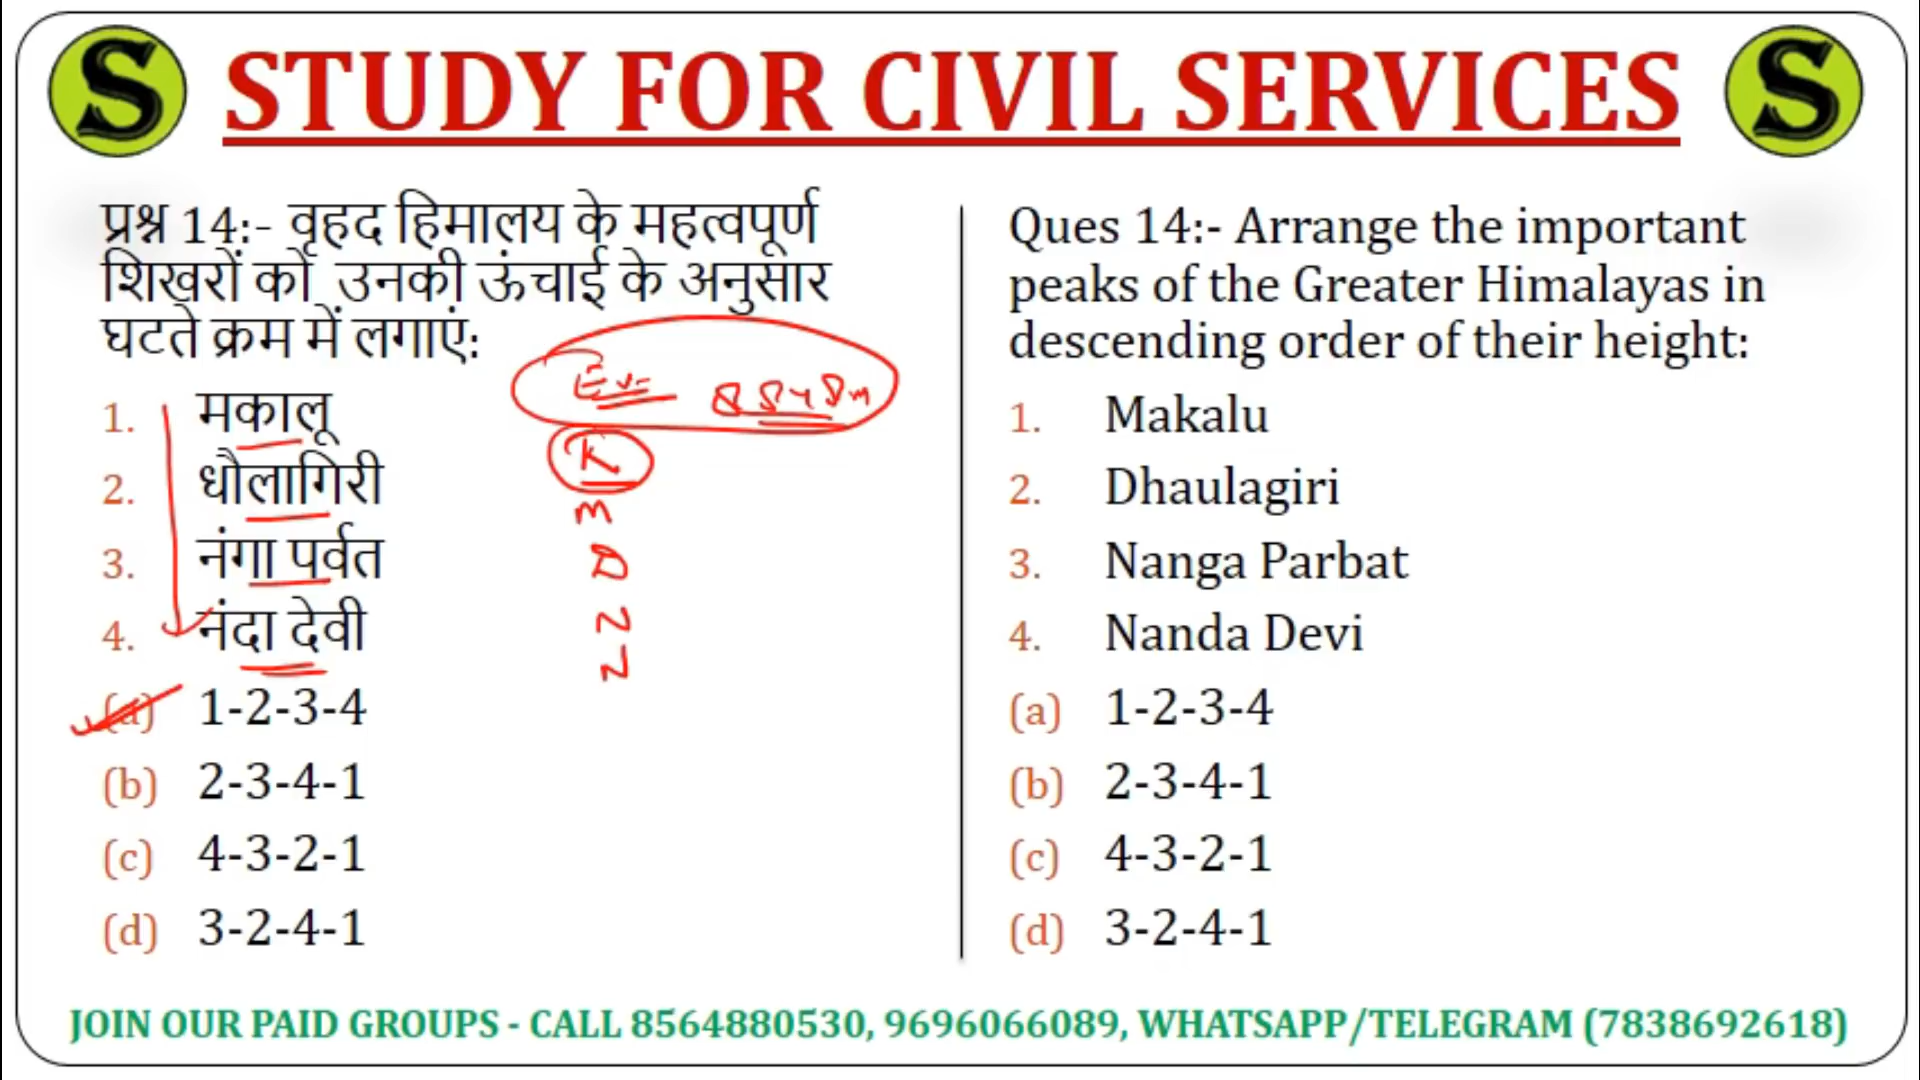 S STUDY FOR CIVIL SERVICES S
प्रश्न 14:- वृहद हिमालय के महत्वपूर्ण
शिखरों को उनकी ऊंचाई के अनुसार
घटते क्रम में लगाएं:
1. मकालू
2. धौलागिरी
3. नंगा पर्वत
4. नंदा देवी
(a) 1-2-3-4
(b) 2-3-4-1
(c) 4-3-2-1
(d) 3-2-4-1
8848m
K
M
D
N
N
Ques 14:- Arrange the important
peaks of the Greater Himalayas in
descending order of their height:
1. Makalu
2. Dhaulagiri
3. Nanga Parbat
4. Nanda Devi
(a) 1-2-3-4
(b) 2-3-4-1
(c) 4-3-2-1
(d) 3-2-4-1
JOIN OUR PAID GROUPS - CALL 8564880530, 9696066089, WHATSAPP/TELEGRAM (7838692618)